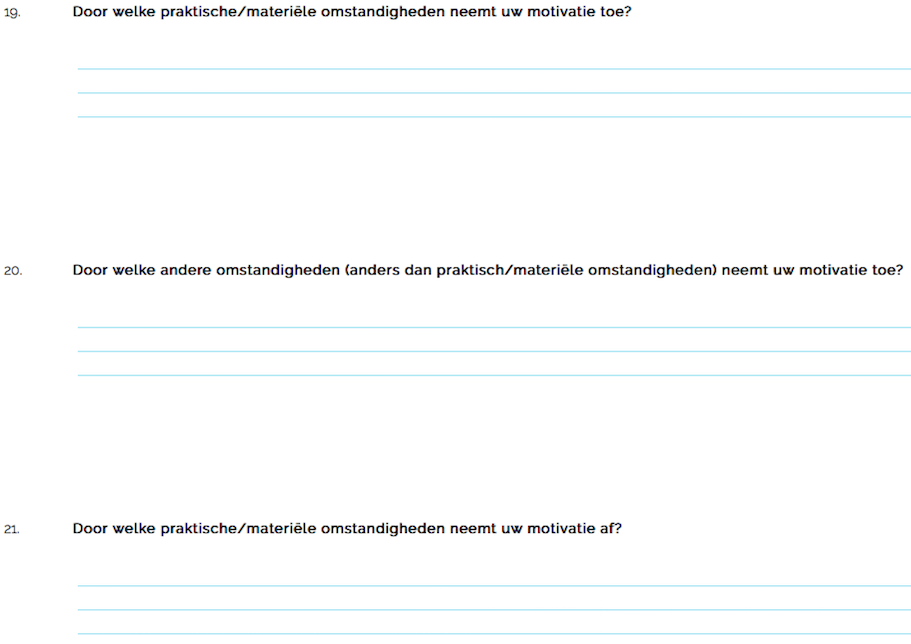 19. Door welke praktische/materiële omstandigheden neemt uw motivatie toe?
20. Door welke andere omstandigheden (anders dan praktisch/materiële omstandigheden) neemt uw motivatie toe?
21. Door welke praktische/materiële omstandigheden neemt uw motivatie af?